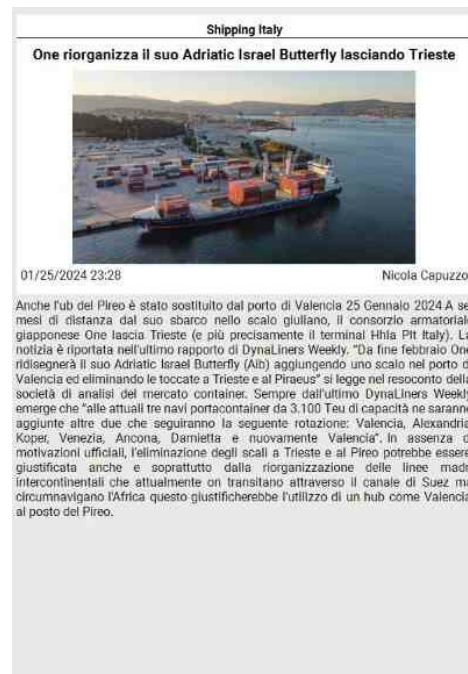 Shipping Italy
One riorganizza il suo Adriatic Israel Butterfly lasciando Trieste
01/25/2024 23:28 Nicola Capuzzo
Anche l'ub del Pireo è stato sostituito dal porto di Valencia 25 Gennaio 2024 A sei
mesi di distanza dal suo sbarco nello scalo giuliano, il consorzio armatoriale
giapponese One lascia Trieste (e più precisamente il terminal Hhla Plt Italy). La
notizia è riportata nell'ultimo rapporto di DynaLiners Weekly. "Da fine febbraio One
ridisegnerà il suo Adriatic Israel Butterfly (Aib) aggiungendo uno scalo nel porto di
Valencia ed eliminando le toccate a Trieste e al Piraeus" si legge nel resoconto della
società di analisi del mercato container. Sempre dall'ultimo DynaLiners Weekly
emerge che "alle attuali tre navi portacontainer da 3.100 Teu di capacità ne saranno
aggiunte altre due che seguiranno la seguente rotazione: Valencia, Alexandria,
Koper, Venezia, Ancona, Damietta e nuovamente Valencia". In assenza di
motivazioni ufficiali, l'eliminazione degli scali a Trieste e al Pireo potrebbe essere
giustificata anche e soprattutto dalla riorganizzazione delle linee madri
intercontinentali che attualmente on transitano attraverso il canale di Suez ma
circumnavigano l'Africa questo giustificherebbe l'utilizzo di un hub come Valencia
al posto del Pireo.